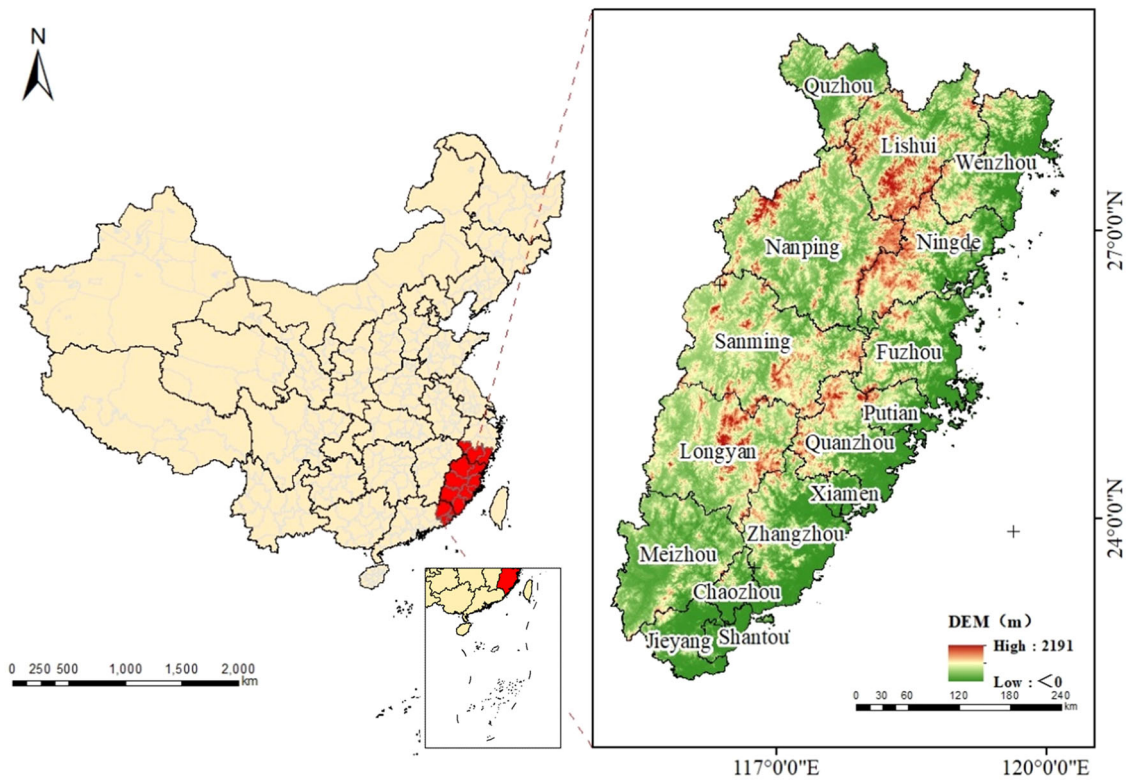 N
0 250 500 1,000 1,500 2,000
km
Quzhou
Lishui
Wenzhou
Nanping
Ningde
Sanming
Fuzhou
Putian
Quanzhou
Longyan
Xiamen
Zhangzhou
Meizhou
Chaozhou
Jieyang
Shantou
DEM（m）
High : 2191
Low : <0
0 30 60 120 180 240
km
27°0'0"N
24°0'0"N
117°0'0"E
120°0'0"E